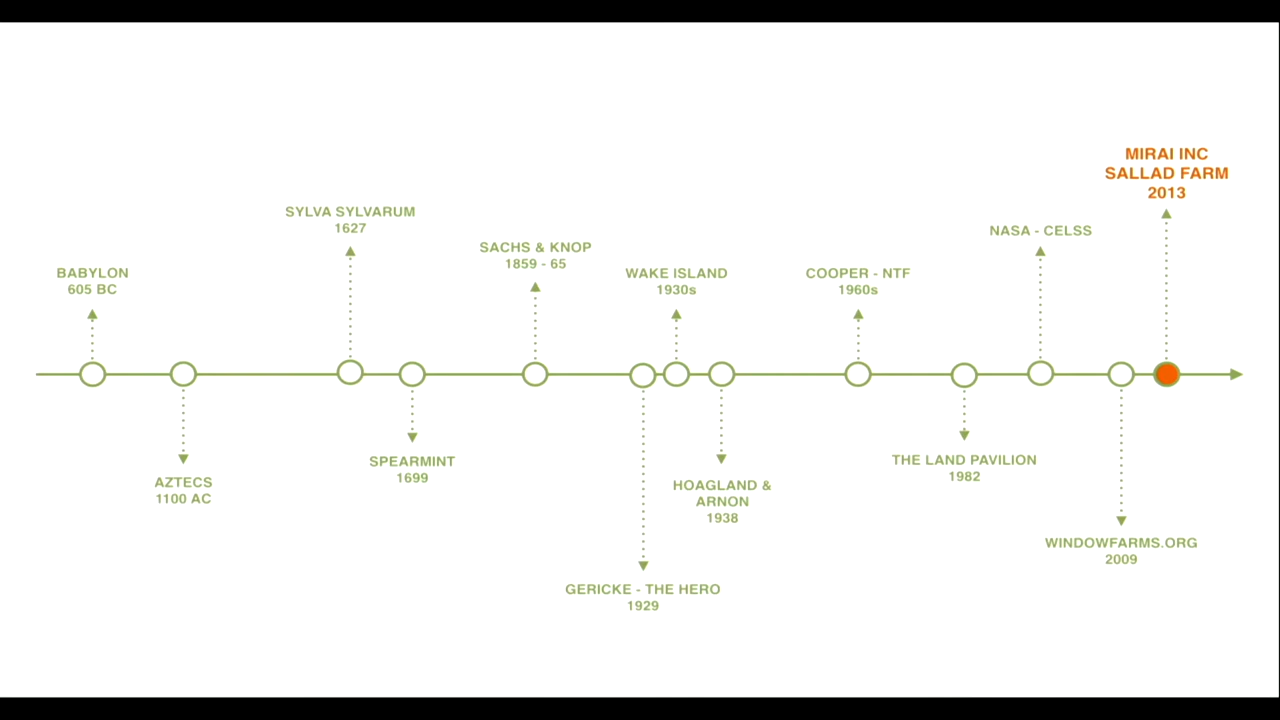 BABYLON
605 BC
AZTECS
1100 AC
SYLVA SYLVARUM
1627
SPEARMINT
1699
SACHS & KNOP
1859 - 65
GERICKE - THE HERO
1929
WAKE ISLAND
1930s
HOAGLAND &
ARNON
1938
COOPER - NTF
1960s
THE LAND PAVILION
1982
NASA - CELSS
WINDOWFARMS.ORG
2009
MIRAI INC
SALLAD FARM
2013